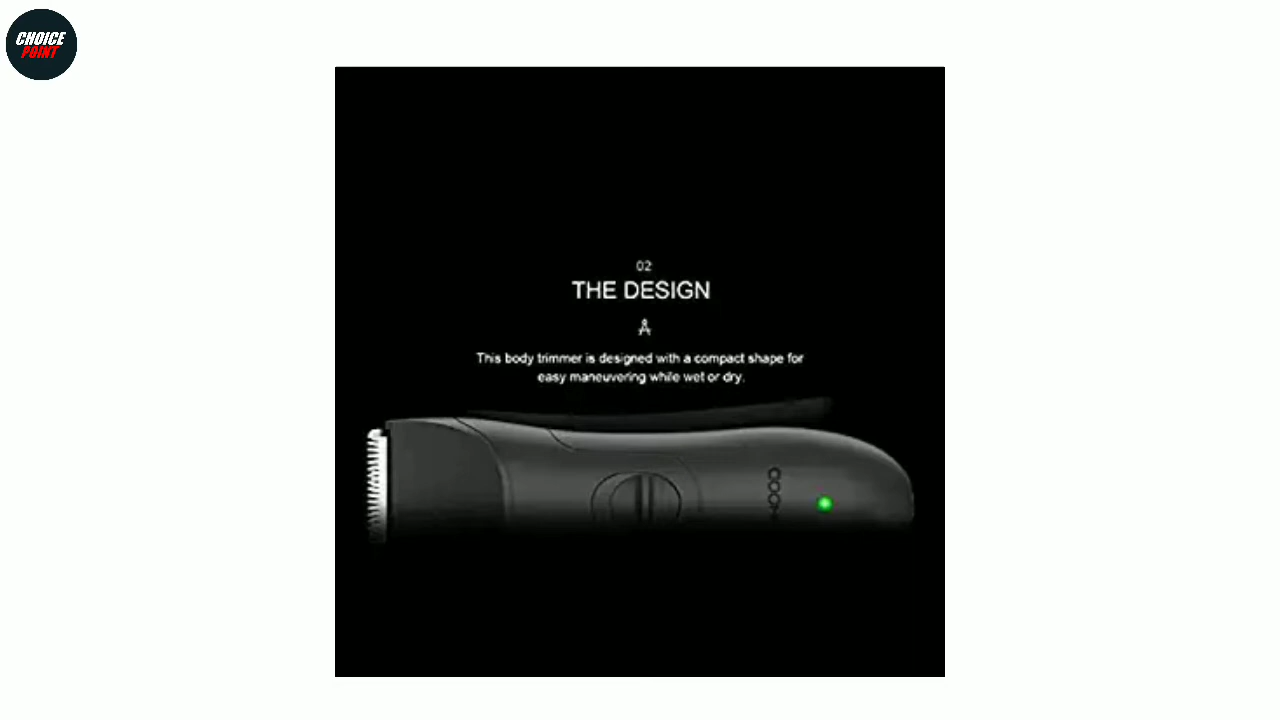 CHOICE
POINT
02
THE DESIGN
This body trimmer is designed with a compact shape for
easy maneuvering while wet or dry.